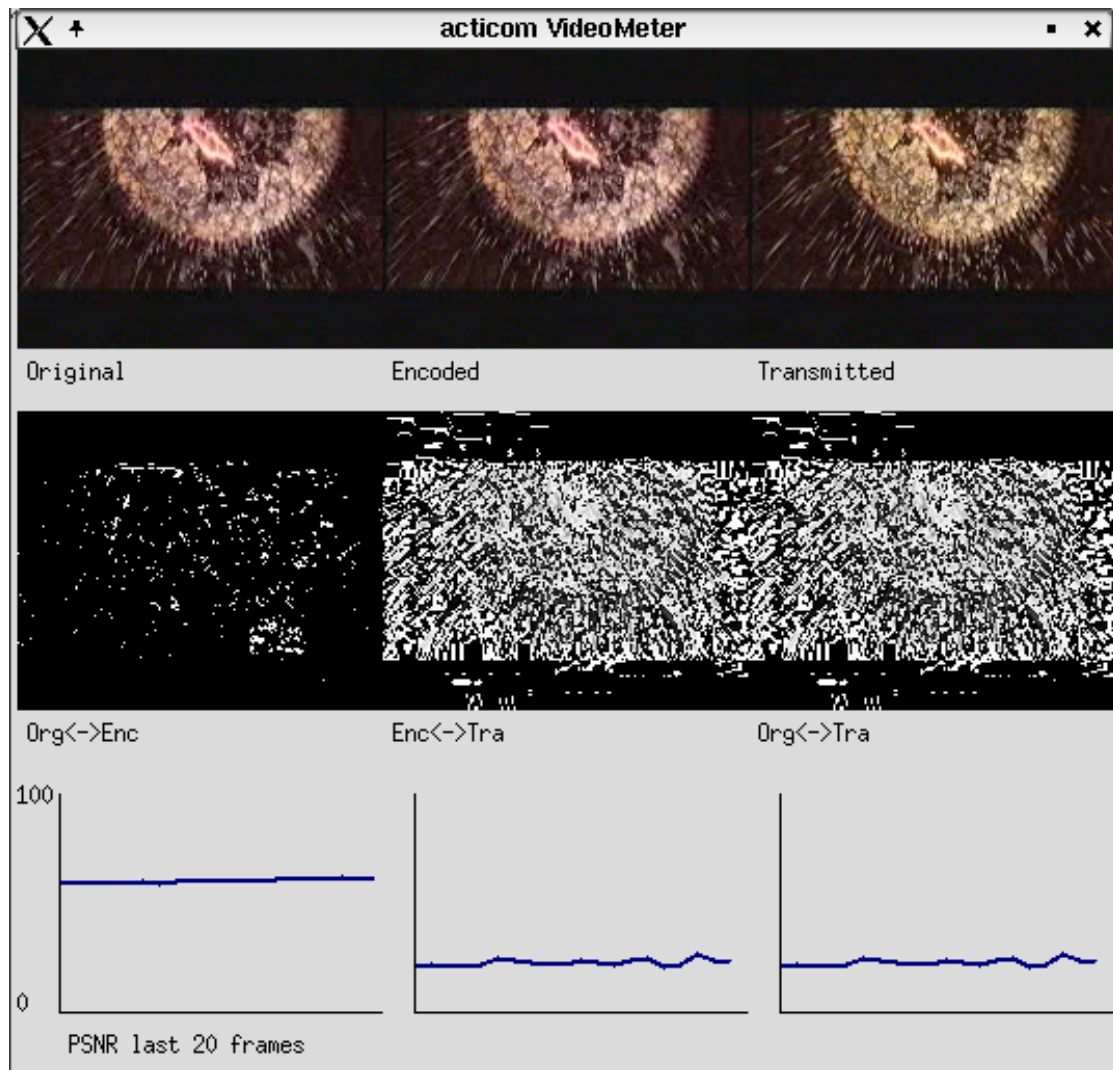 acticom VideoMeter
Original Encoded Transmitted
Org<->Enc Enc<->Tra Org<->Tra
100
0
PSNR last 20 frames